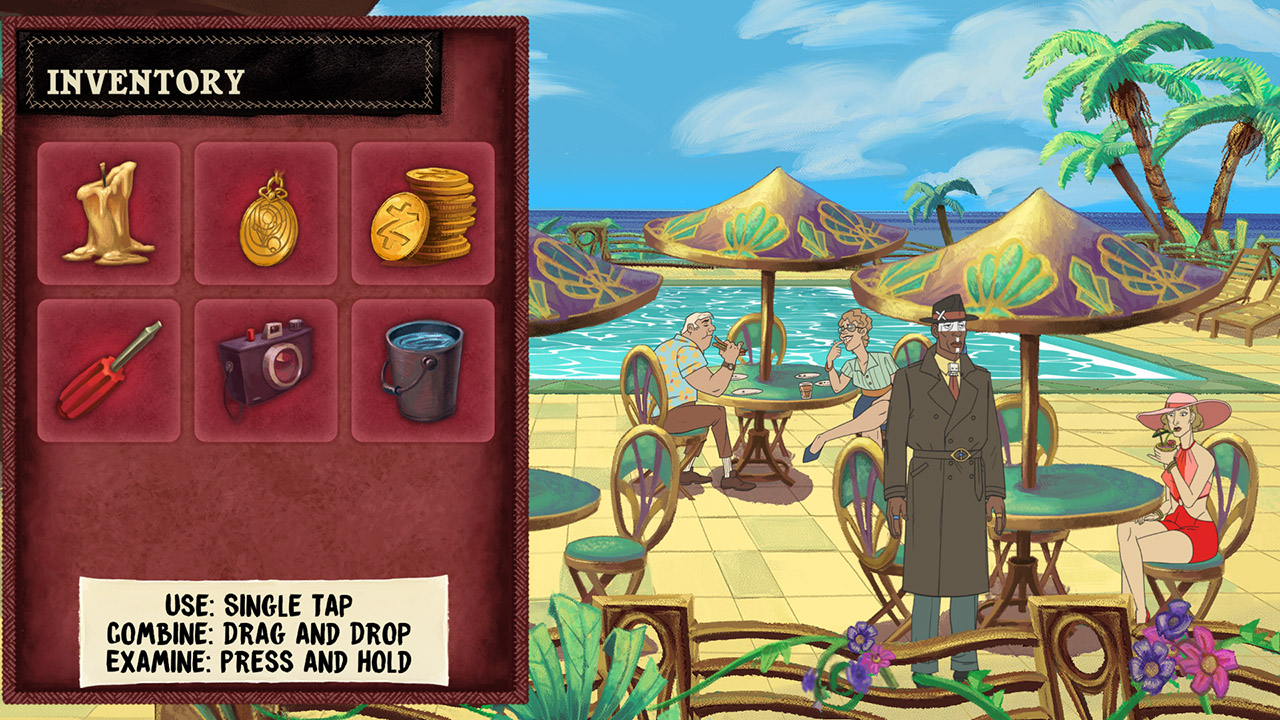 INVENTORY
USE: SINGLE TAP
COMBINE: DRAG AND DROP
EXAMINE: PRESS AND HOLD